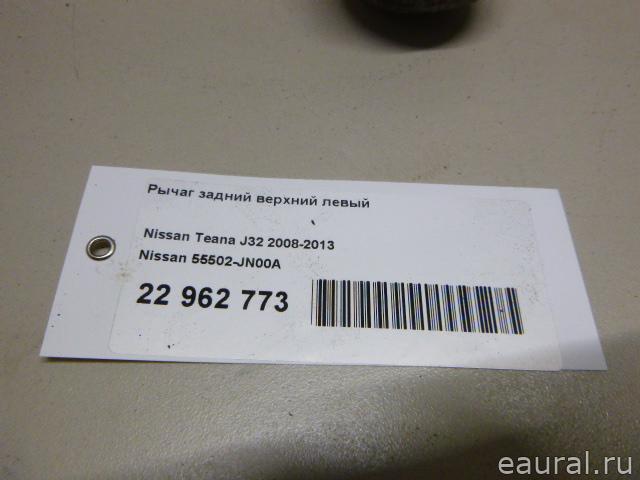 Рычаг задний верхний левый
Nissan Teana J32 2008-2013
Nissan 55502-JN00A
22 962 773
eaural.ru